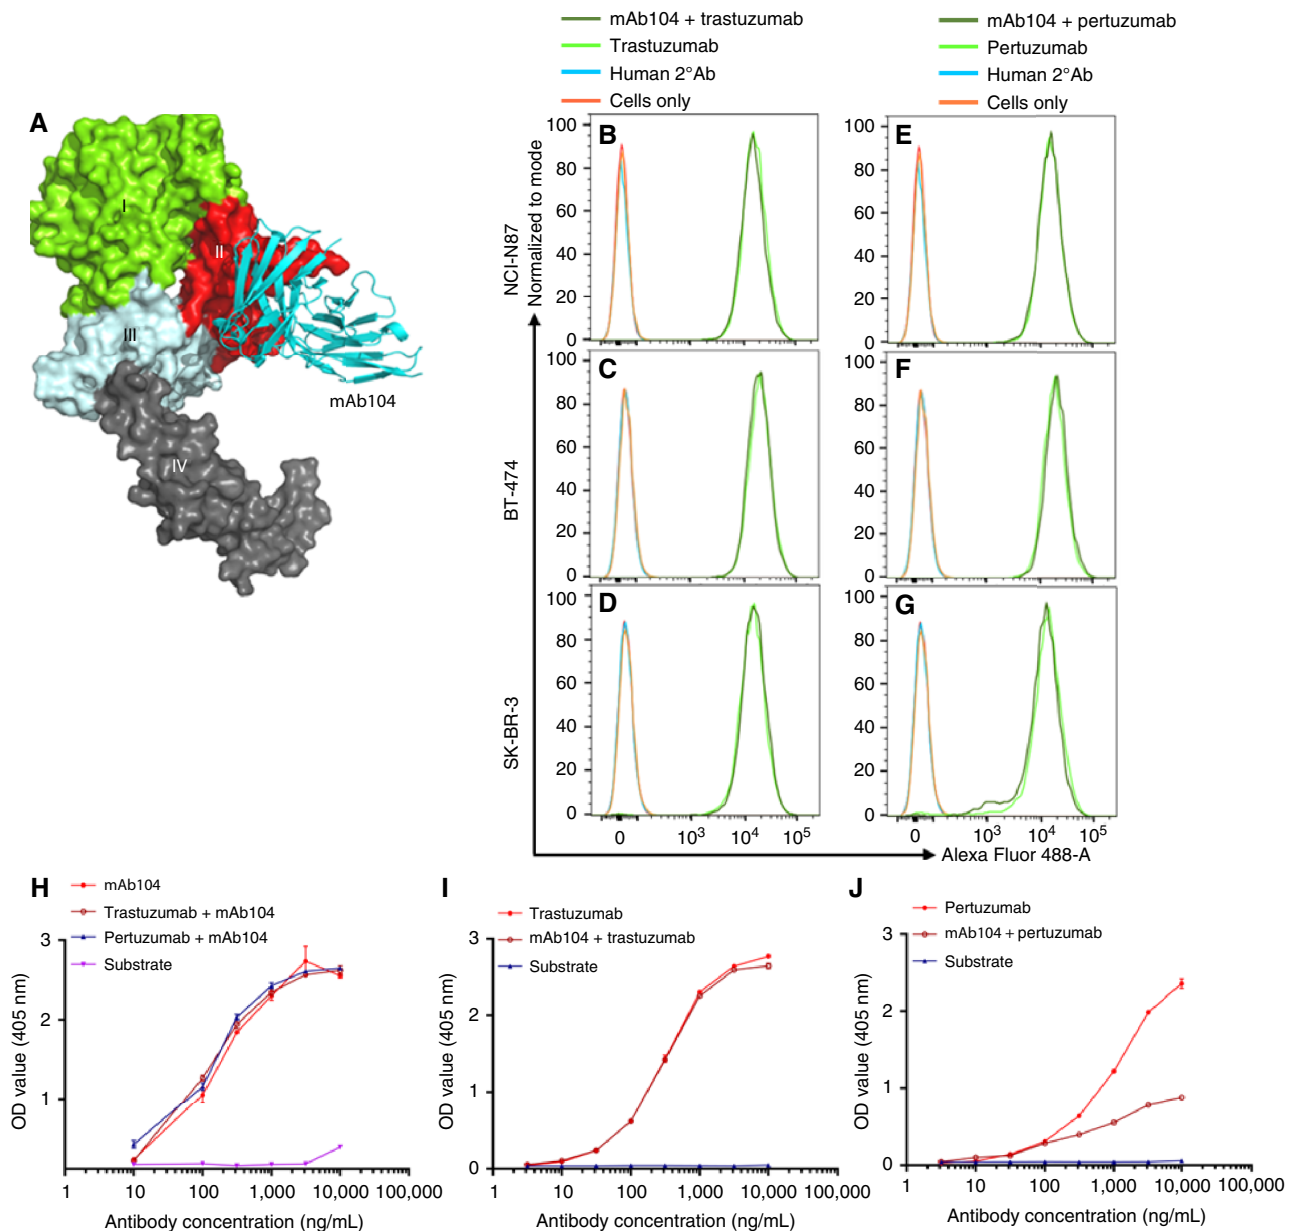 mAb104 + trastuzumab
Trastuzumab
Human 2°Ab
Cells only
mAb104 + pertuzumab
Pertuzumab
Human 2°Ab
Cells only
A
I
II
III
IV
mAb104
B
E
Normalized to mode
NCI-N87
100
80
60
40
20
0
100
80
60
40
20
0
C
F
BT-474
100
80
60
40
20
0
100
80
60
40
20
0
D
G
SK-BR-3
100
80
60
40
20
0
100
80
60
40
20
0
0 10³ 10⁴ 10⁵
0 10³ 10⁴ 10⁵
Alexa Fluor 488-A
H
mAb104
Trastuzumab + mAb104
Pertuzumab + mAb104
Substrate
OD value (405 nm)
3
2
1
1 10 100 1,000 10,000 100,000
Antibody concentration (ng/mL)
I
Trastuzumab
mAb104 + trastuzumab
Substrate
OD value (405 nm)
3
2
1
0
1 10 100 1,000 10,000 100,000
Antibody concentration (ng/mL)
J
Pertuzumab
mAb104 + pertuzumab
Substrate
OD value (405 nm)
3
2
1
0
1 10 100 1,000 10,000 100,000
Antibody concentration (ng/mL)